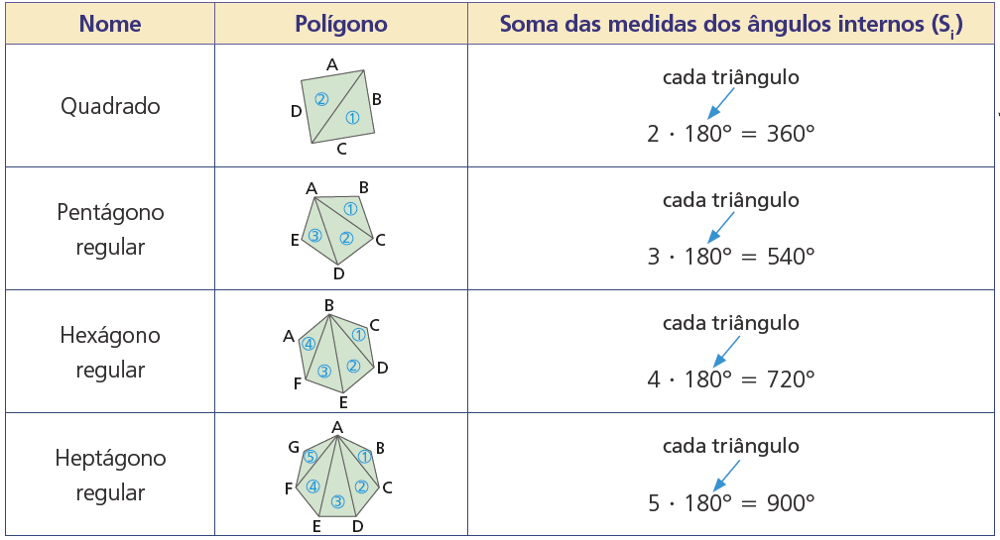 Nome
Polígono
Soma das medidas dos ângulos internos (Sᵢ)
Quadrado
A
B
C
D
①
②
cada triângulo
2 · 180° = 360°
Pentágono
regular
A
B
C
D
E
①
②
③
cada triângulo
3 · 180° = 540°
Hexágono
regular
A
B
C
D
E
F
①
②
③
④
cada triângulo
4 · 180° = 720°
Heptágono
regular
A
B
C
D
E
F
G
①
②
③
④
⑤
cada triângulo
5 · 180° = 900°